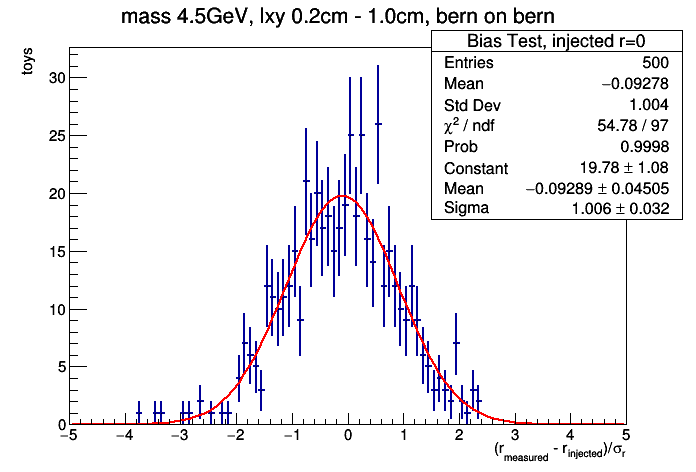 mass 4.5GeV, lxy 0.2cm - 1.0cm, bern on bern
Bias Test, injected r=0
Entries 500
Mean −0.09278
Std Dev 1.004
χ² / ndf 54.78 / 97
Prob 0.9998
Constant 19.78 ± 1.08
Mean −0.09289 ± 0.04505
Sigma 1.006 ± 0.032
toys
30
25
20
15
10
5
0
−5 −4 −3 −2 −1 0 1 2 3 4 5
(r_measured - r_injected)/σ_r